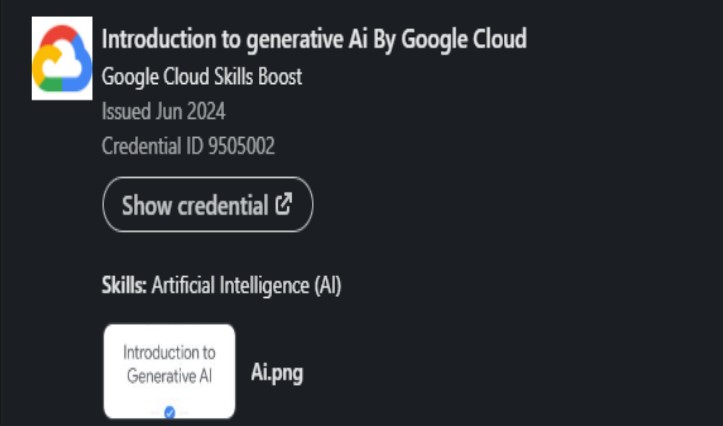 Introduction to generative Ai By Google Cloud
Google Cloud Skills Boost
Issued Jun 2024
Credential ID 9505002
Show credential
Skills: Artificial Intelligence (AI)
Introduction to
Generative AI
Ai.png